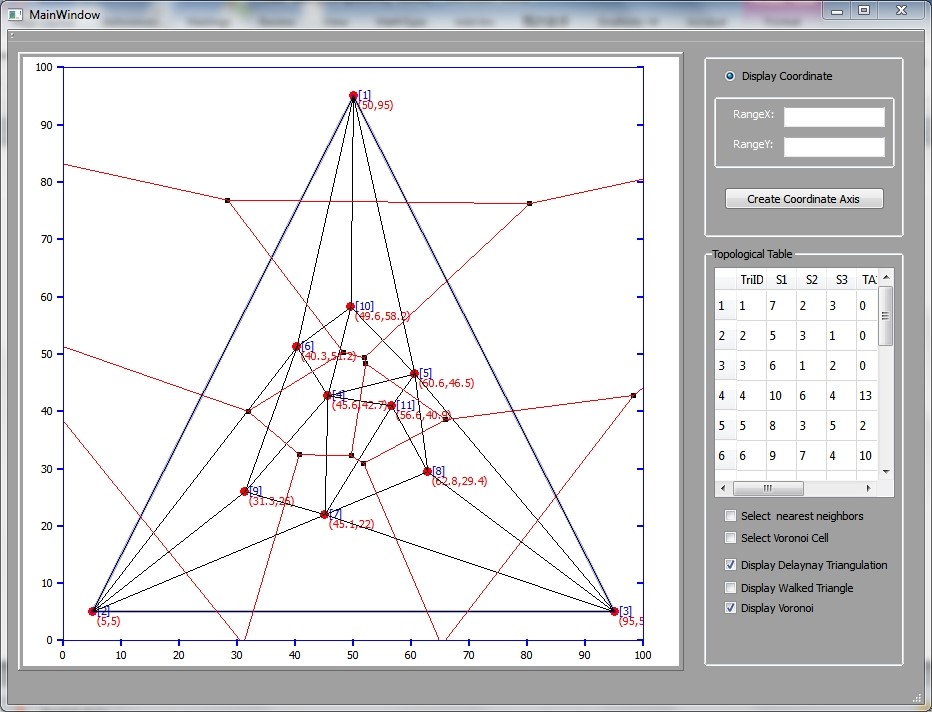 MainWindow
100
90
80
70
60
50
40
30
20
10
0
0 10 20 30 40 50 60 70 80 90 100
[1]
(50,95)
[10]
(49.6,58.2)
[6]
(40.3,51.2)
[5]
(60.6,46.5)
[4]
(45.6,42.7)
[11]
(56.6,40.9)
[8]
(62.8,29.4)
[9]
(31.3,26)
[7]
(45.1,22)
[2]
(5,5)
[3]
(95,5
Display Coordinate
RangeX:
RangeY:
Create Coordinate Axis
Topological Table
TriID S1 S2 S3 TA
1 1 7 2 3 0
2 2 5 3 1 0
3 3 6 1 2 0
4 4 10 6 4 13
5 5 8 3 5 2
6 6 9 7 4 10
Select nearest neighbors
Select Voronoi Cell
Display Delaynay Triangulation
Display Walked Triangle
Display Voronoi